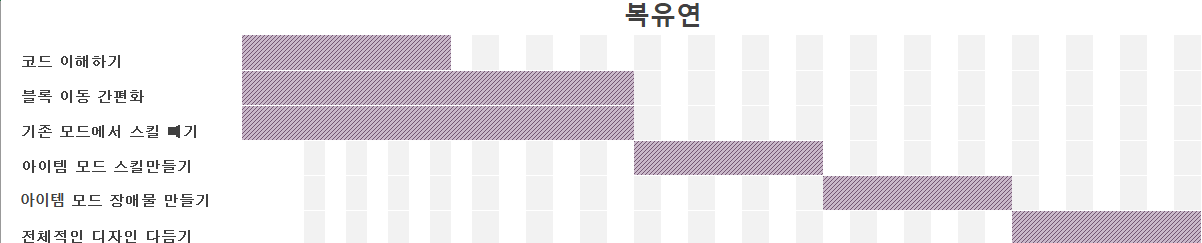 복유연
코드 이해하기
블록 이동 간편화
기존 모드에서 스킬 빼기
아이템 모드 스킬만들기
아이템 모드 장애물 만들기
전체적인 디자인 다듬기